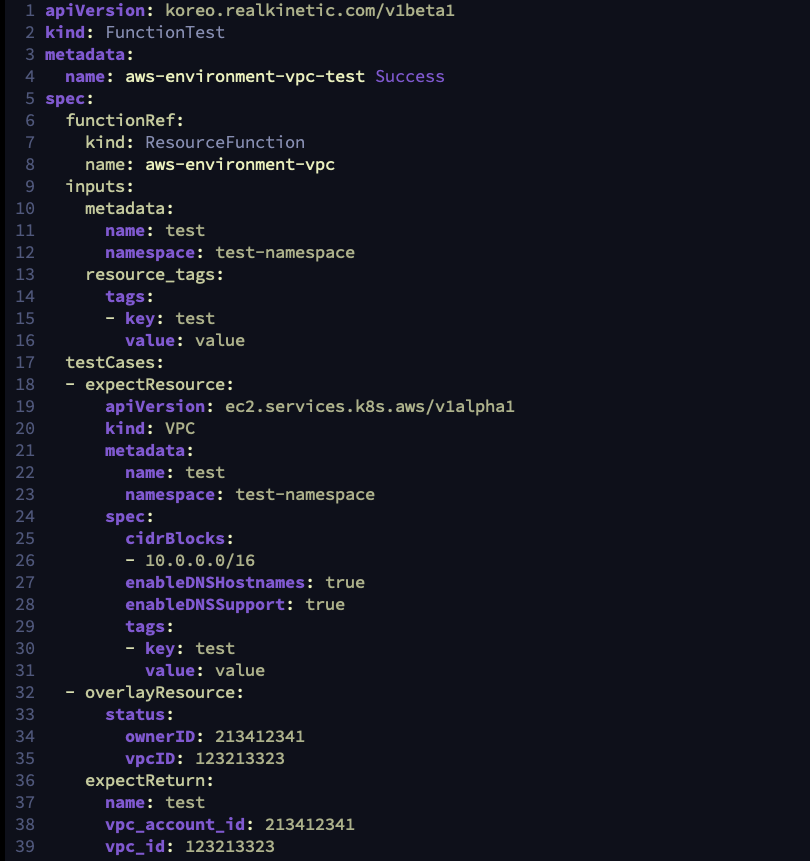 1 apiVersion: koreo.realkinetic.com/v1beta1
2 kind: FunctionTest
3 metadata:
4   name: aws-environment-vpc-test Success
5 spec:
6   functionRef:
7     kind: ResourceFunction
8     name: aws-environment-vpc
9   inputs:
10     metadata:
11       name: test
12       namespace: test-namespace
13     resource_tags:
14       tags:
15       - key: test
16         value: value
17   testCases:
18   - expectResource:
19       apiVersion: ec2.services.k8s.aws/v1alpha1
20       kind: VPC
21       metadata:
22         name: test
23         namespace: test-namespace
24       spec:
25         cidrBlocks:
26         - 10.0.0.0/16
27         enableDNSHostnames: true
28         enableDNSSupport: true
29         tags:
30         - key: test
31           value: value
32   - overlayResource:
33       status:
34         ownerID: 213412341
35         vpcID: 123213323
36     expectReturn:
37       name: test
38       vpc_account_id: 213412341
39       vpc_id: 123213323